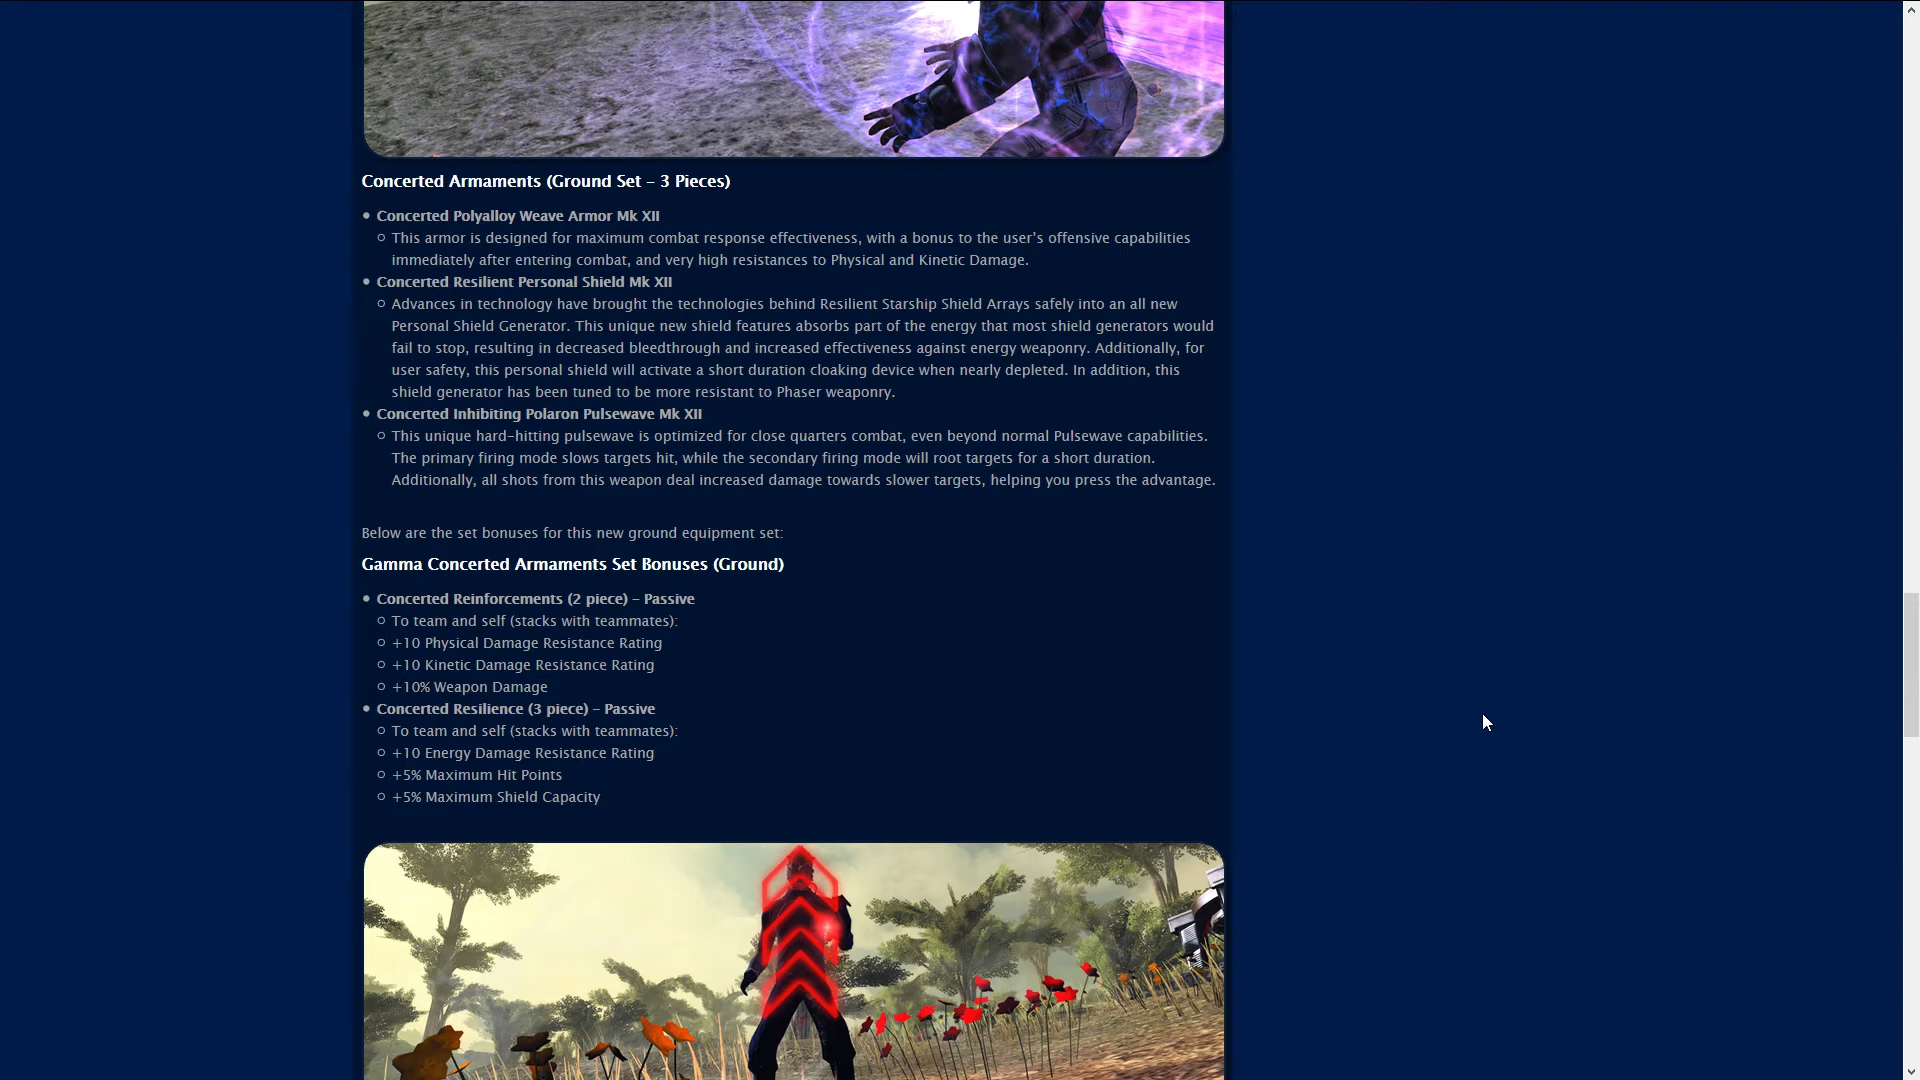 Concerted Armaments (Ground Set – 3 Pieces)
Concerted Polyalloy Weave Armor Mk XII
This armor is designed for maximum combat response effectiveness, with a bonus to the user’s offensive capabilities
immediately after entering combat, and very high resistances to Physical and Kinetic Damage.
Concerted Resilient Personal Shield Mk XII
Advances in technology have brought the technologies behind Resilient Starship Shield Arrays safely into an all new
Personal Shield Generator. This unique new shield features absorbs part of the energy that most shield generators would
fail to stop, resulting in decreased bleedthrough and increased effectiveness against energy weaponry. Additionally, for
user safety, this personal shield will activate a short duration cloaking device when nearly depleted. In addition, this
shield generator has been tuned to be more resistant to Phaser weaponry.
Concerted Inhibiting Polaron Pulsewave Mk XII
This unique hard-hitting pulsewave is optimized for close quarters combat, even beyond normal Pulsewave capabilities.
The primary firing mode slows targets hit, while the secondary firing mode will root targets for a short duration.
Additionally, all shots from this weapon deal increased damage towards slower targets, helping you press the advantage.
Below are the set bonuses for this new ground equipment set:
Gamma Concerted Armaments Set Bonuses (Ground)
Concerted Reinforcements (2 piece) – Passive
To team and self (stacks with teammates):
+10 Physical Damage Resistance Rating
+10 Kinetic Damage Resistance Rating
+10% Weapon Damage
Concerted Resilience (3 piece) – Passive
To team and self (stacks with teammates):
+10 Energy Damage Resistance Rating
+5% Maximum Hit Points
+5% Maximum Shield Capacity